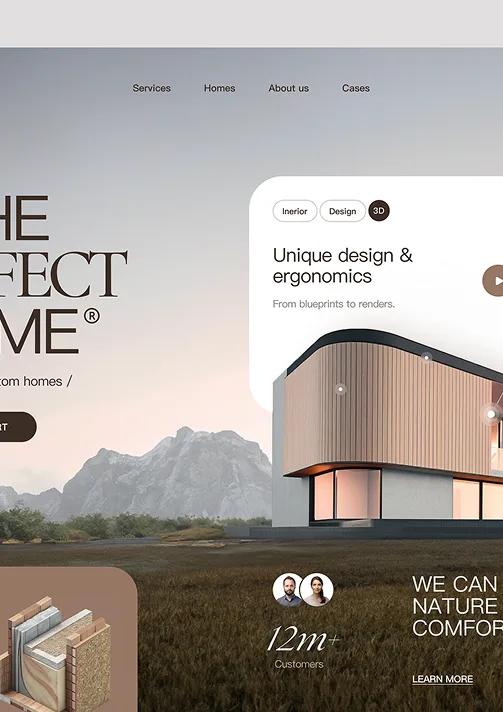 Services Homes About us Cases
HE
FECT
ME®
tom homes /
RT
Inerior Design 3D
Unique design &
ergonomics
From blueprints to renders.
12m+
Customers
WE CAN
NATURE
COMFOR
LEARN MORE